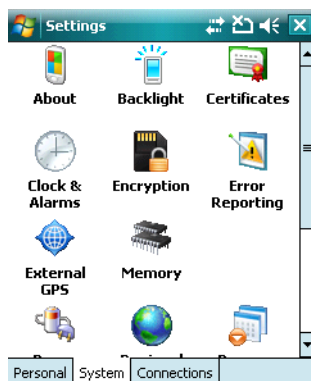 Settings
About
Backlight
Certificates
Clock &
Alarms
Encryption
Error
Reporting
External
GPS
Memory
Personal
System
Connections